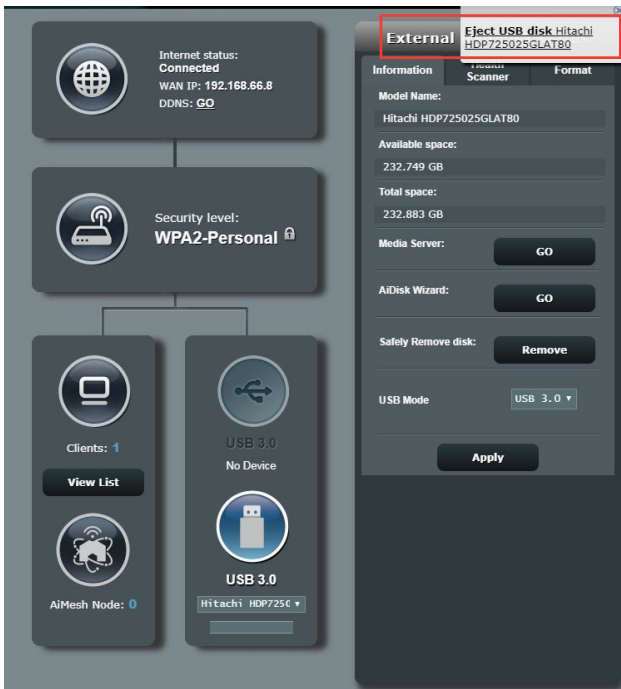 Internet status:
Connected
WAN IP: 192.168.66.8
DDNS: GO
Security level:
WPA2-Personal
Clients: 1
View List
AiMesh Node: 0
USB 3.0
No Device
USB 3.0
Hitachi HDP725
External
Eject USB disk Hitachi
HDP725025GLAT80
Information
Health
Scanner
Format
Model Name:
Hitachi HDP725025GLAT80
Available space:
232.749 GB
Total space:
232.883 GB
Media Server:
GO
AiDisk Wizard:
GO
Safely Remove disk:
Remove
USB Mode
USB 3.0
Apply